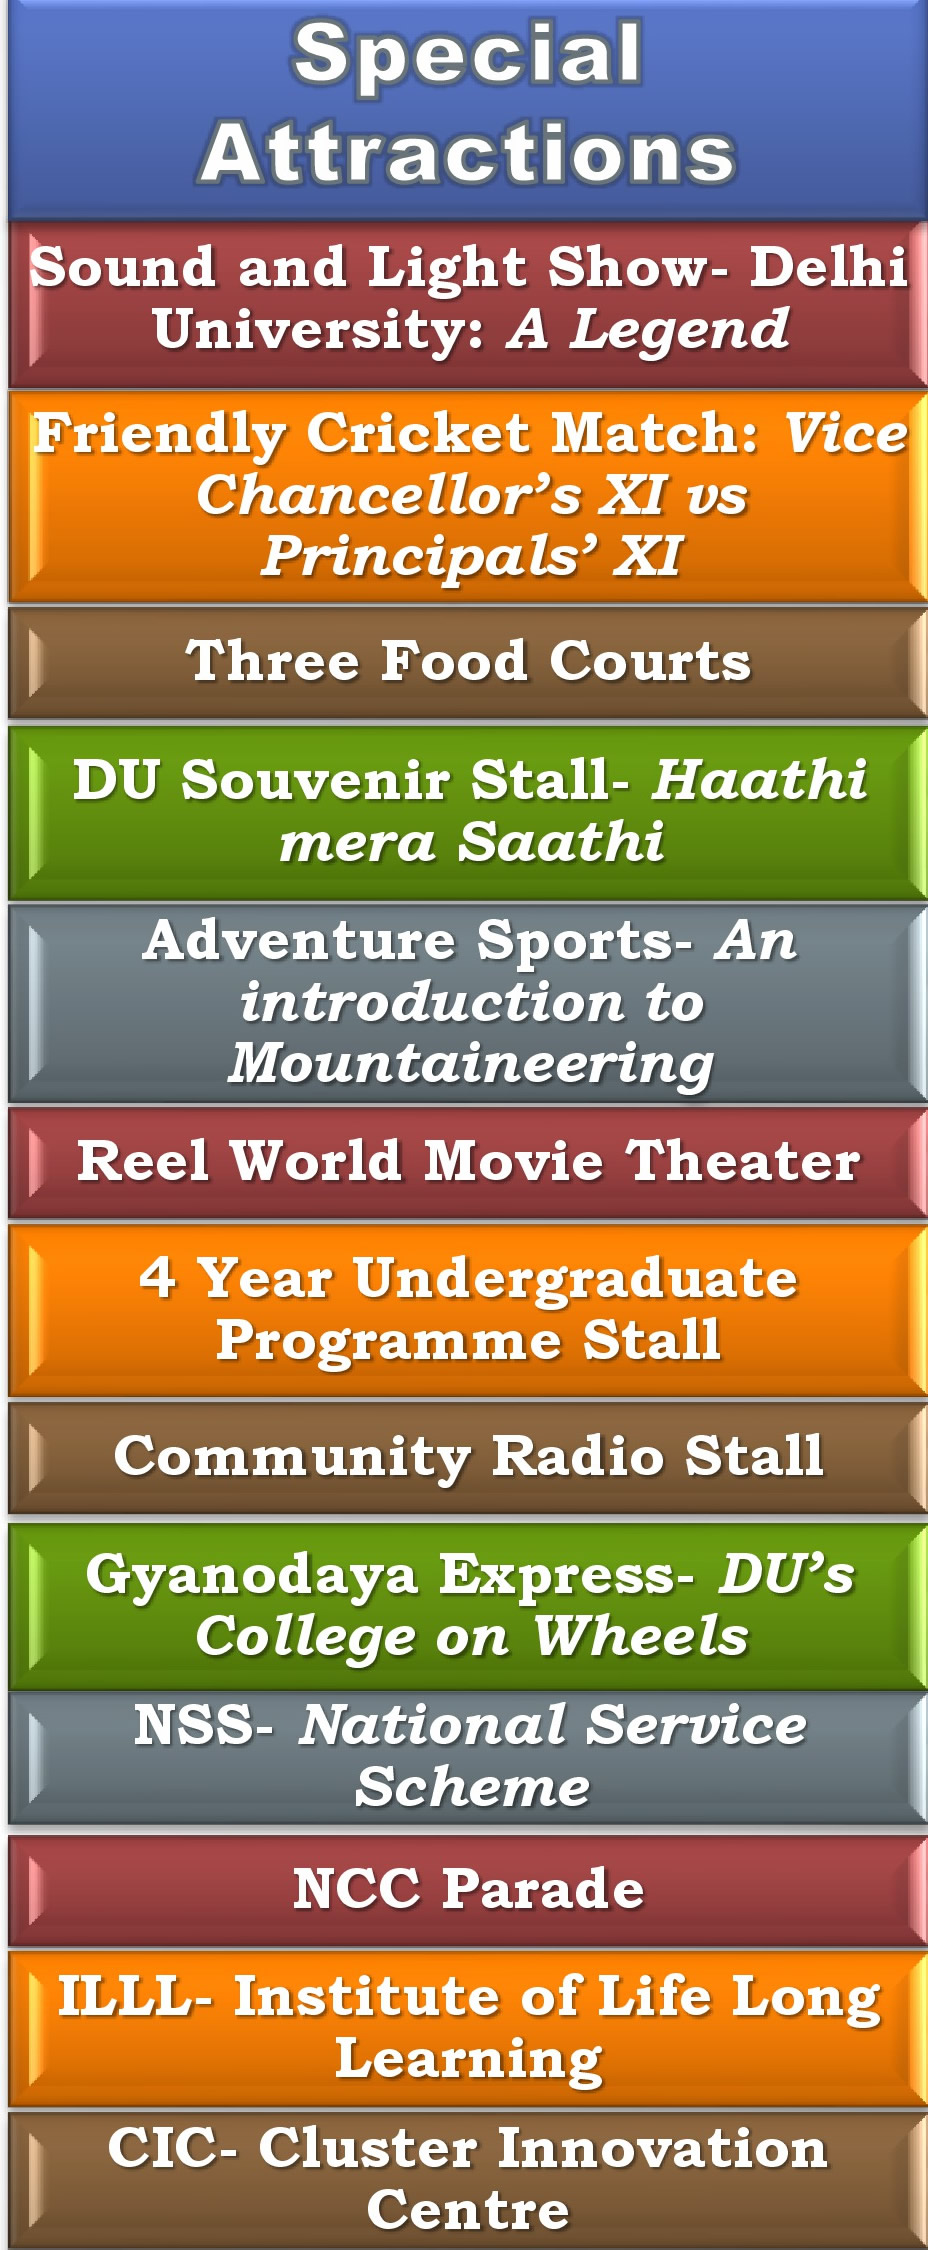 Special
Attractions
Sound and Light Show- Delhi
University: A Legend
Friendly Cricket Match: Vice
Chancellor’s XI vs
Principals’ XI
Three Food Courts
DU Souvenir Stall- Haathi
mera Saathi
Adventure Sports- An
introduction to
Mountaineering
Reel World Movie Theater
4 Year Undergraduate
Programme Stall
Community Radio Stall
Gyanodaya Express- DU’s
College on Wheels
NSS- National Service
Scheme
NCC Parade
ILLL- Institute of Life Long
Learning
CIC- Cluster Innovation
Centre